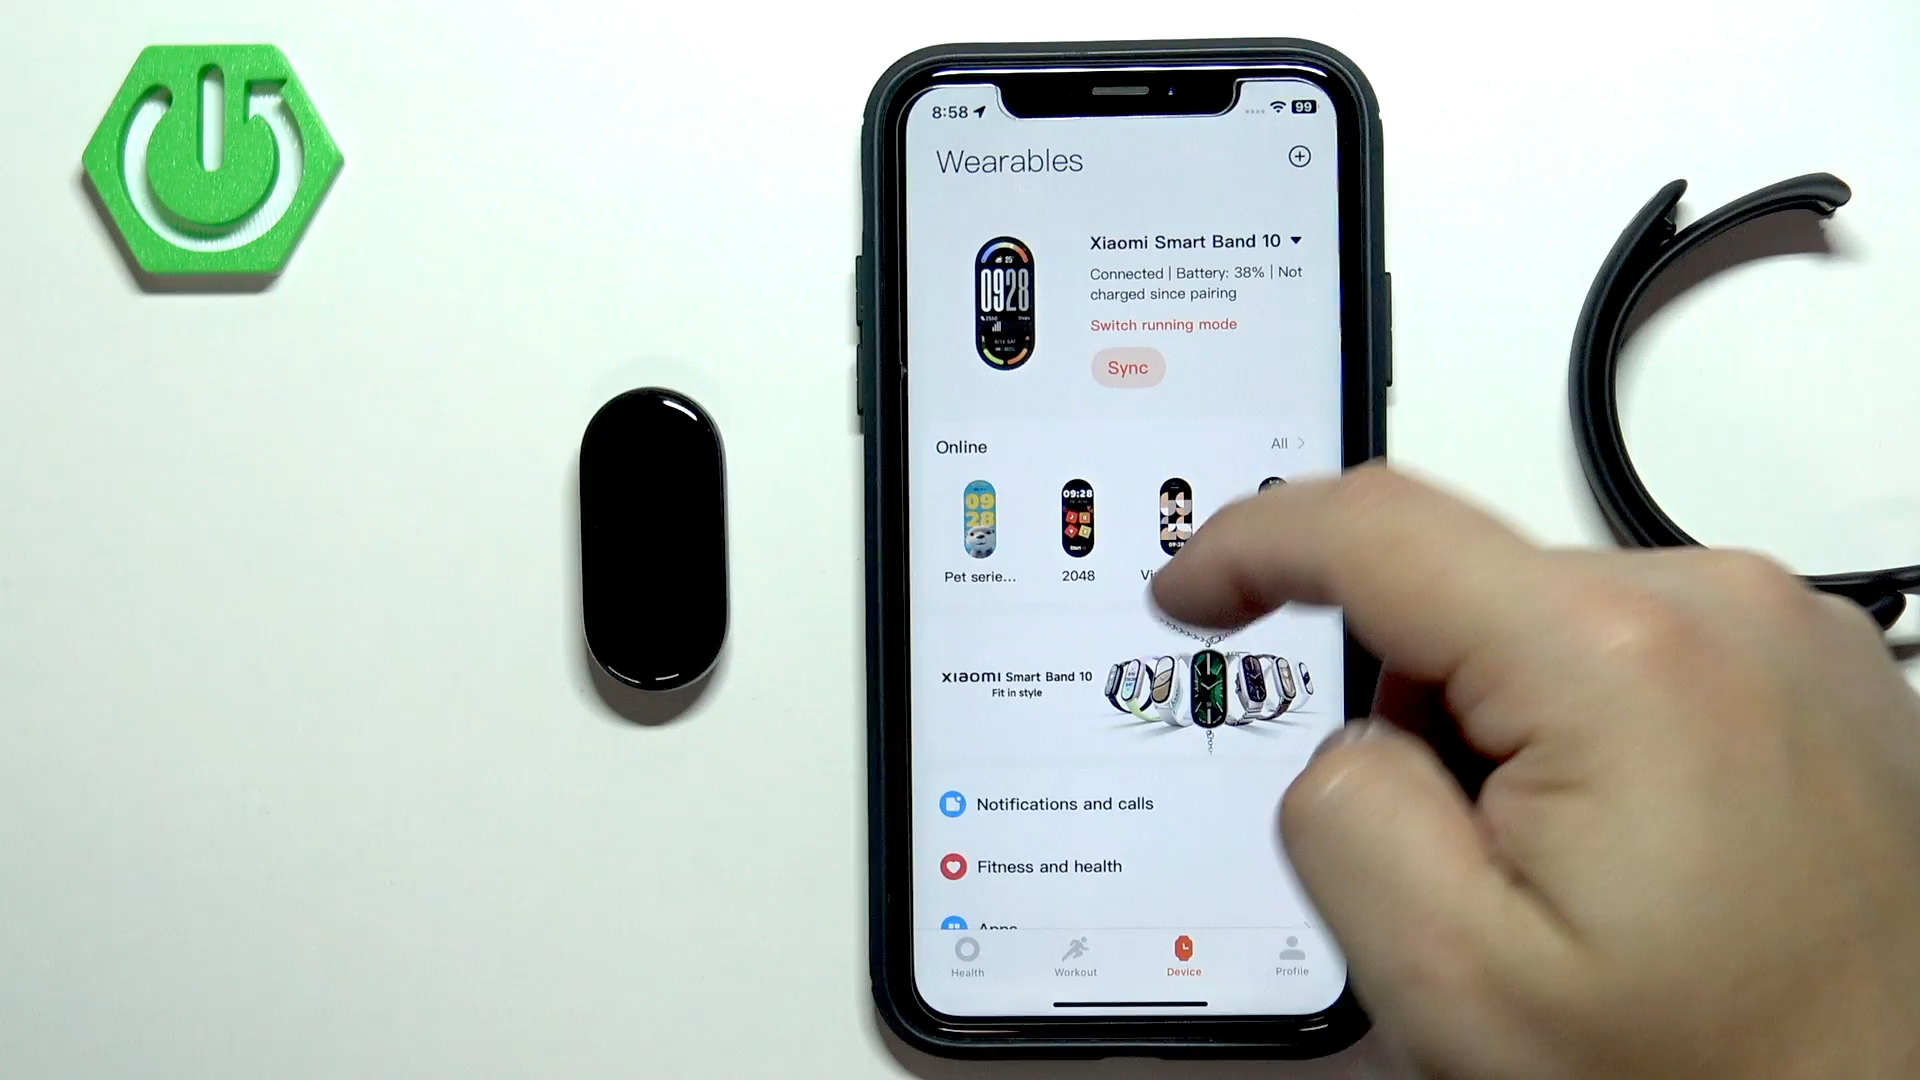 8:58
99
Wearables
Xiaomi Smart Band 10
Connected | Battery: 38% | Not
charged since pairing
Switch running mode
Sync
0928
Online
All
09
28
09:28
Pet serie...
2048
xiaomi Smart Band 10
Fit in style
Notifications and calls
Fitness and health
Apps
Health
Workout
Device
Profile